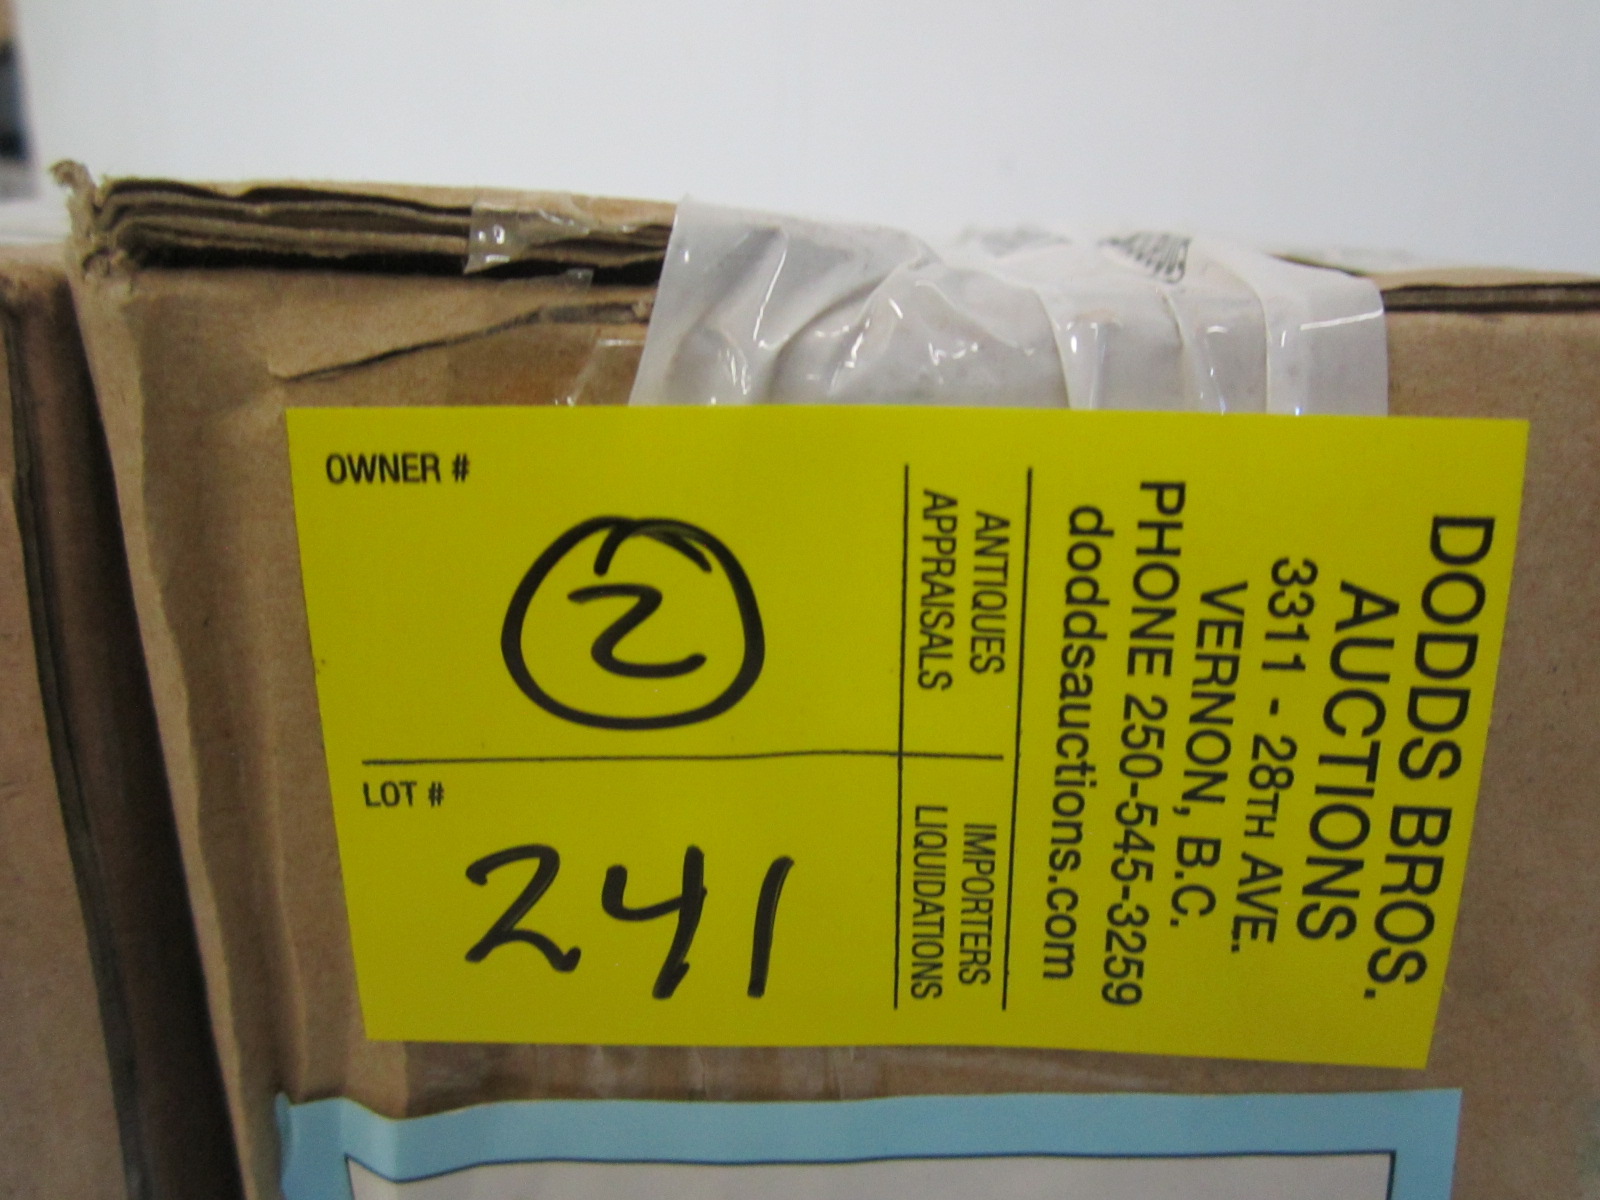 OWNER #
2
LOT #
241
DODDS BROS.
AUCTIONS
3311 - 28TH AVE.
VERNON, B.C.
PHONE 250-545-3259
doddsauctions.com
ANTIQUES IMPORTERS
APPRAISALS LIQUIDATIONS